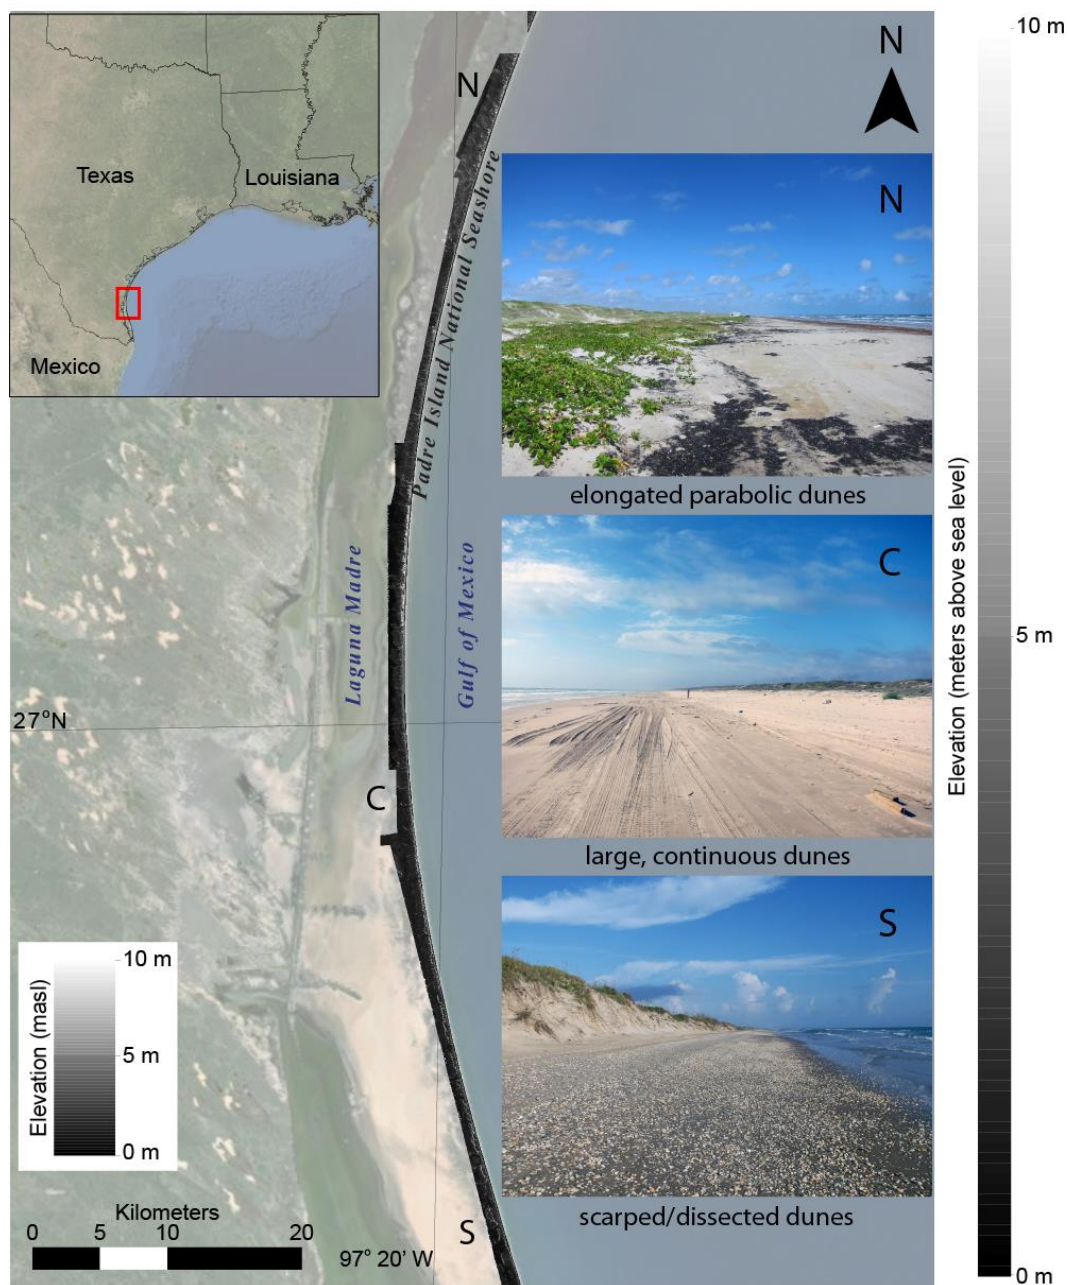 Texas
Louisiana
Mexico
N
N
Padre Island National Seashore
N
elongated parabolic dunes
Laguna Madre
Gulf of Mexico
C
27°N
C
large, continuous dunes
S
scarped/dissected dunes
S
Elevation (masl)
10 m
5 m
0 m
Kilometers
0 5 10 20
97° 20' W
10 m
Elevation (meters above sea level)
5 m
0 m